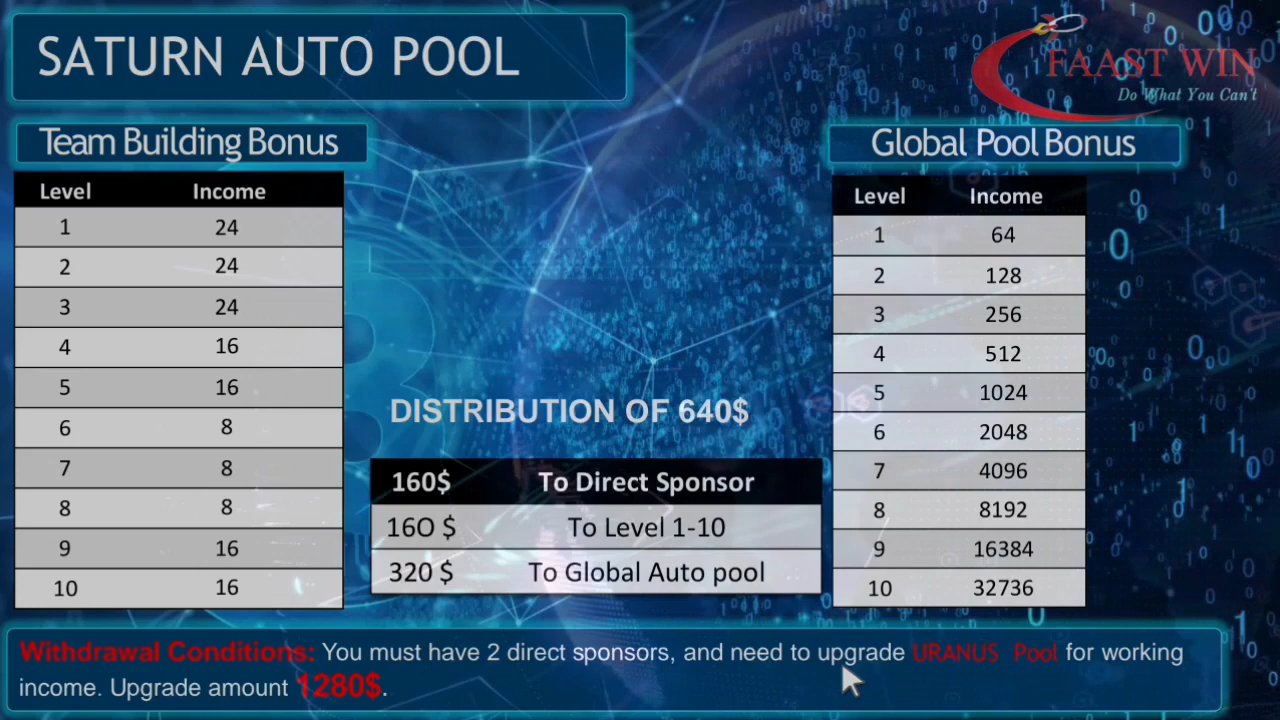 SATURN AUTO POOL
FAAST WIN
Do What You Can't
Team Building Bonus
Level Income
1 24
2 24
3 24
4 16
5 16
6 8
7 8
8 8
9 16
10 16
DISTRIBUTION OF 640$
160$ To Direct Sponsor
16O $ To Level 1-10
320 $ To Global Auto pool
Global Pool Bonus
Level Income
1 64
2 128
3 256
4 512
5 1024
6 2048
7 4096
8 8192
9 16384
10 32736
Withdrawal Conditions: You must have 2 direct sponsors, and need to upgrade URANUS Pool for working
income. Upgrade amount 1280$.